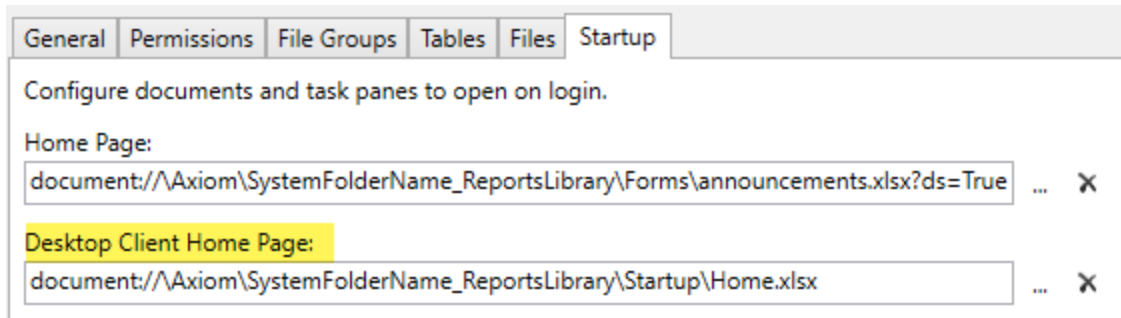 General Permissions File Groups Tables Files Startup
Configure documents and task panes to open on login.
Home Page:
document://\Axiom\SystemFolderName_ReportsLibrary\Forms\announcements.xlsx?ds=True ...
Desktop Client Home Page:
document://\Axiom\SystemFolderName_ReportsLibrary\Startup\Home.xlsx ...